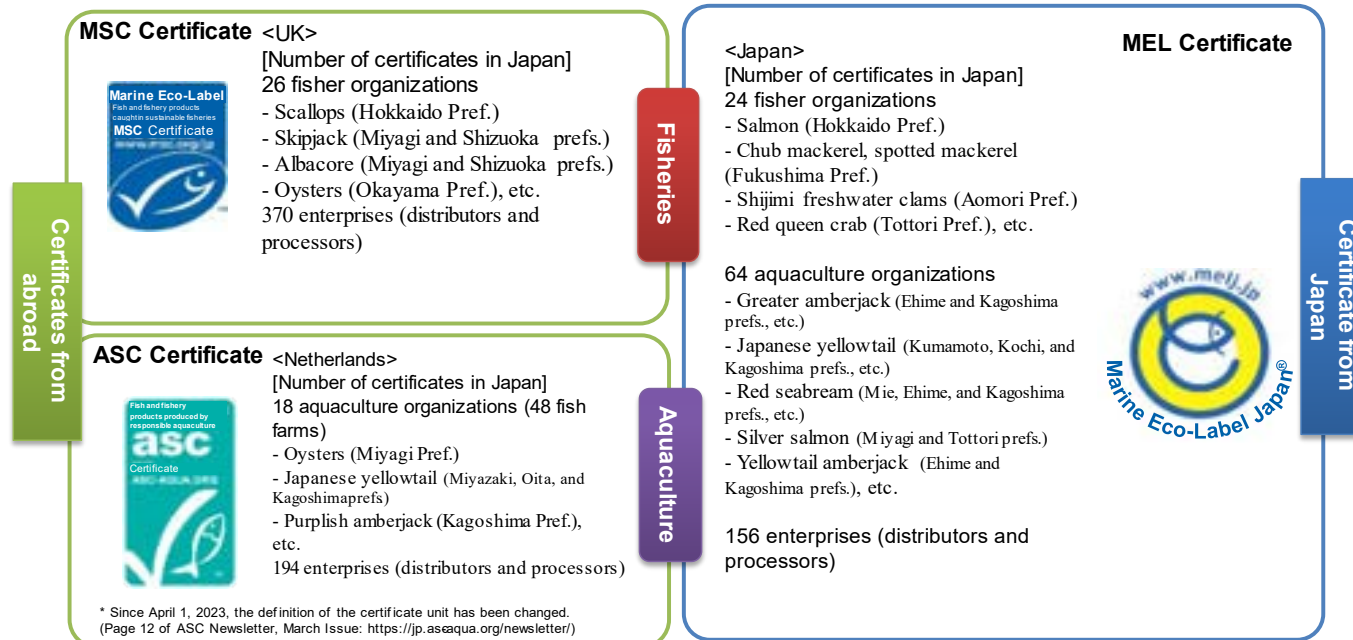 MSC Certificate <UK>
[Number of certificates in Japan]
26 fisher organizations
- Scallops (Hokkaido Pref.)
- Skipjack (Miyagi and Shizuoka prefs.)
- Albacore (Miyagi and Shizuoka prefs.)
- Oysters (Okayama Pref.), etc.
370 enterprises (distributors and
processors)
Marine Eco-Label
Fish and fishery products
caughtin sustainable fisheries
MSC Certificate
www.msc.org/jp
Certificates from
abroad
Fisheries
ASC Certificate <Netherlands>
[Number of certificates in Japan]
18 aquaculture organizations (48 fish
farms)
- Oysters (Miyagi Pref.)
- Japanese yellowtail (Miyazaki, Oita, and
Kagoshimaprefs)
- Purplish amberjack (Kagoshima Pref.),
etc.
194 enterprises (distributors and processors)
Fish and fishery
products produced by
responsible aquaculture
asc
Certificate
ASC-AQUA.ORG
Aquaculture
* Since April 1, 2023, the definition of the certificate unit has been changed.
(Page 12 of ASC Newsletter, March Issue: https://jp.ascaqua.org/newsletter/)
MEL Certificate
<Japan>
[Number of certificates in Japan]
24 fisher organizations
- Salmon (Hokkaido Pref.)
- Chub mackerel, spotted mackerel
(Fukushima Pref.)
- Shijimi freshwater clams (Aomori Pref.)
- Red queen crab (Tottori Pref.), etc.
64 aquaculture organizations
- Greater amberjack (Ehime and Kagoshima
prefs., etc.)
- Japanese yellowtail (Kumamoto, Kochi, and
Kagoshima prefs., etc.)
- Red seabream (Mie, Ehime, and Kagoshima
prefs., etc.)
- Silver salmon (Miyagi and Tottori prefs.)
- Yellowtail amberjack (Ehime and
Kagoshima prefs.), etc.
156 enterprises (distributors and
processors)
www.melj.jp
Marine Eco-Label Japan®
Certificate from
Japan